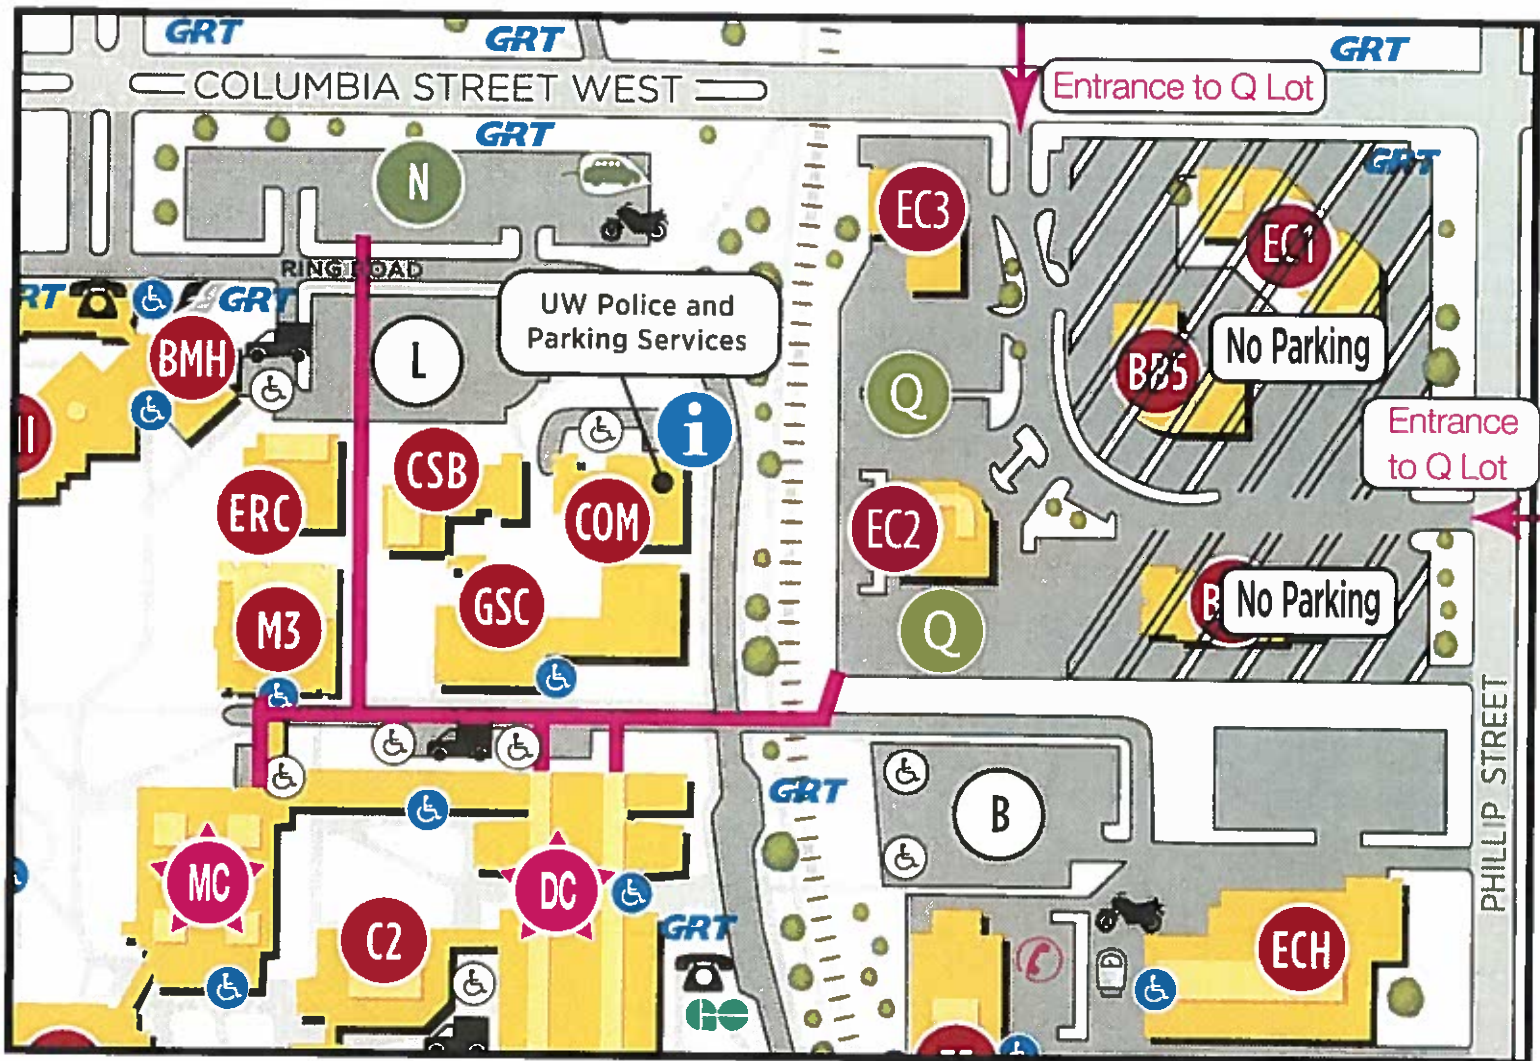 GRT
GRT
GRT
COLUMBIA STREET WEST
Entrance to Q Lot
GRT
GRT
N
EC3
EC1
RING ROAD
RT
GRT
UW Police and
Parking Services
BMH
L
No Parking
Q
i
Entrance
to Q Lot
CSB
ERC
COM
EC2
GSC
M3
Q
B
No Parking
PHILLIP STREET
GRT
B
MC
DC
C2
GRT
ECH
GO